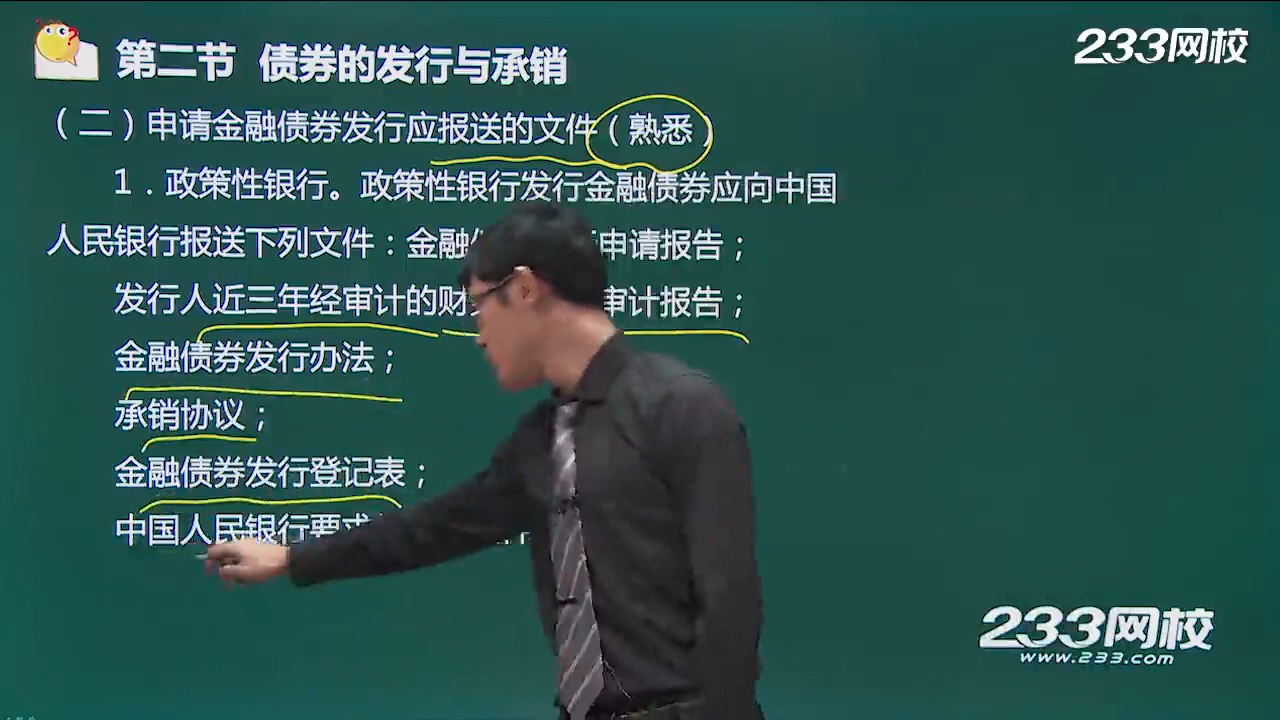 233网校
第二节 债券的发行与承销
（二）申请金融债券发行应报送的文件（熟悉）
1．政策性银行。政策性银行发行金融债券应向中国
人民银行报送下列文件：金融 申请报告；
发行人近三年经审计的财 审计报告；
金融债券发行办法；
承销协议；
金融债券发行登记表；
中国人民银行要求
233网校
www.233.com